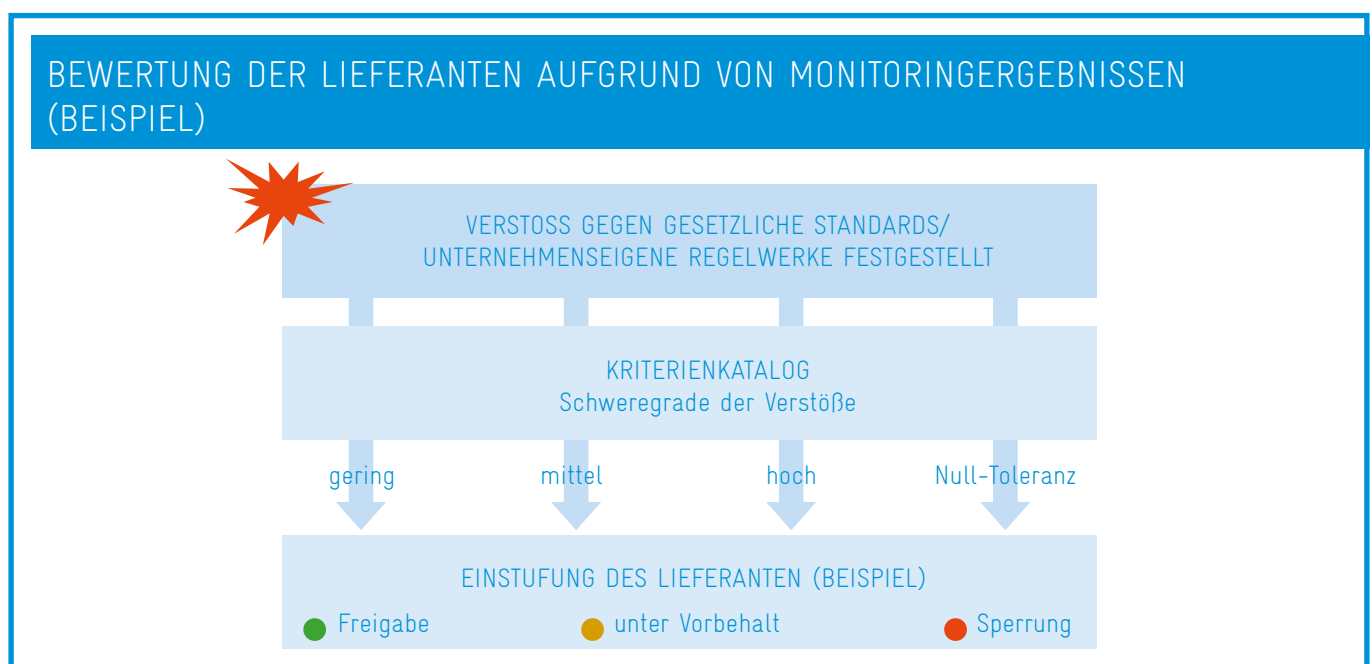 BEWERTUNG DER LIEFERANTEN AUFGRUND VON MONITORINGERGEBNISSEN
(BEISPIEL)
VERSTOSS GEGEN GESETZLICHE STANDARDS/
UNTERNEHMENSEIGENE REGELWERKE FESTGESTELLT
KRITERIENKATALOG
Schweregrade der Verstöße
gering mittel hoch Null-Toleranz
EINSTUFUNG DES LIEFERANTEN (BEISPIEL)
Freigabe unter Vorbehalt Sperrung